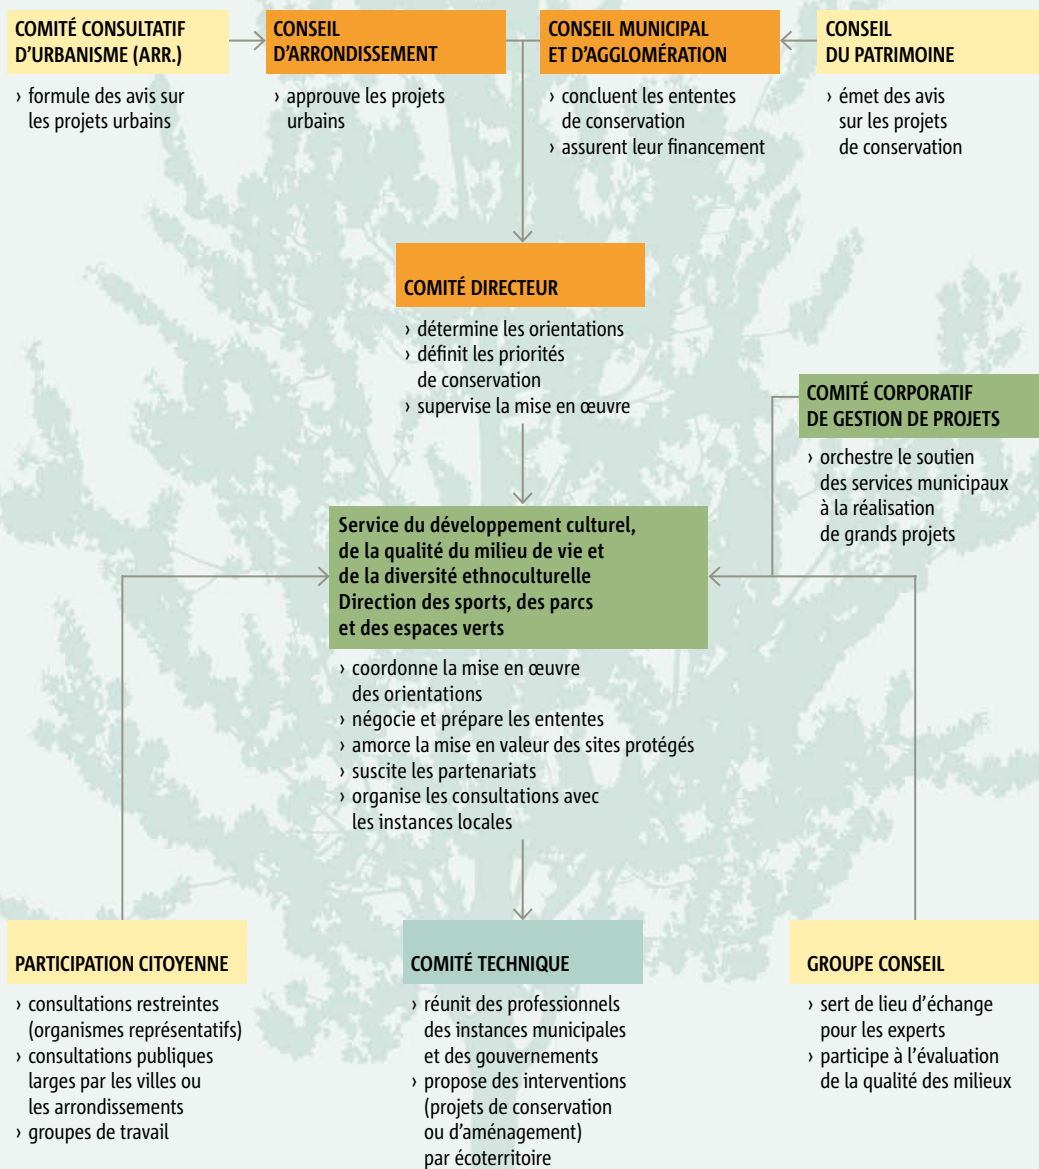 COMITÉ CONSULTATIF
D'URBANISME (ARR.)
› formule des avis sur
les projets urbains
CONSEIL
D'ARRONDISSEMENT
› approuve les projets
urbains
CONSEIL MUNICIPAL
ET D'AGGLOMÉRATION
› concluent les ententes
de conservation
› assurent leur financement
CONSEIL
DU PATRIMOINE
› émet des avis
sur les projets
de conservation
COMITÉ DIRECTEUR
› détermine les orientations
› définit les priorités
de conservation
› supervise la mise en œuvre
COMITÉ CORPORATIF
DE GESTION DE PROJETS
› orchestre le soutien
des services municipaux
à la réalisation
de grands projets
Service du développement culturel,
de la qualité du milieu de vie et
de la diversité ethnoculturelle
Direction des sports, des parcs
et des espaces verts
› coordonne la mise en œuvre
des orientations
› négocie et prépare les ententes
› amorce la mise en valeur des sites protégés
› suscite les partenariats
› organise les consultations avec
les instances locales
PARTICIPATION CITOYENNE
› consultations restreintes
(organismes représentatifs)
› consultations publiques
larges par les villes ou
les arrondissements
› groupes de travail
COMITÉ TECHNIQUE
› réunit des professionnels
des instances municipales
et des gouvernements
› propose des interventions
(projets de conservation
ou d'aménagement)
par écoterritoire
GROUPE CONSEIL
› sert de lieu d'échange
pour les experts
› participe à l'évaluation
de la qualité des milieux